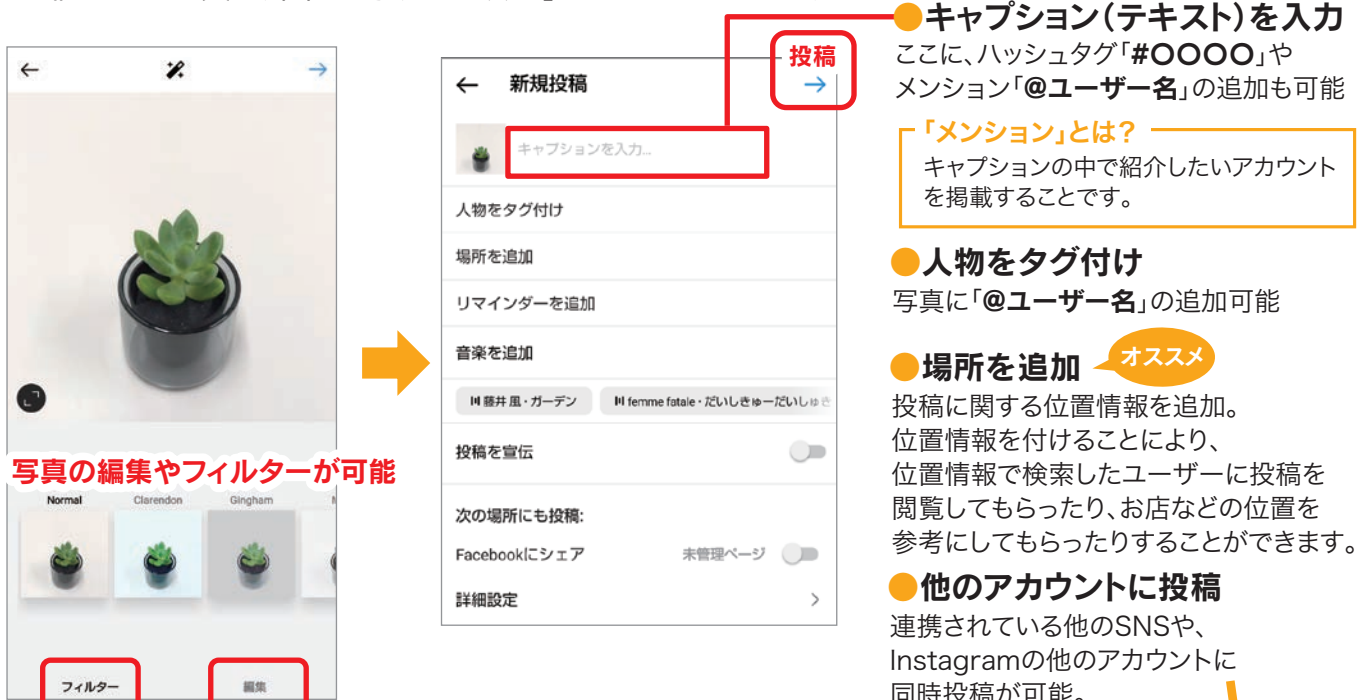 写真の編集やフィルターが可能
Normal
Clarendon
Gingham
フィルター
編集
投稿
新規投稿
キャプションを入力...
人物をタグ付け
場所を追加
リマインダーを追加
音楽を追加
藤井 風・ガーデン
femme fatale・だいしきゅーだいしゅき
投稿を宣伝
次の場所にも投稿:
Facebookにシェア
未管理ページ
詳細設定
●キャプション（テキスト）を入力
ここに、ハッシュタグ「#〇〇〇〇」や
メンション「@ユーザー名」の追加も可能
「メンション」とは？
キャプションの中で紹介したいアカウント
を掲載することです。
●人物をタグ付け
写真に「@ユーザー名」の追加可能
●場所を追加
オススメ
投稿に関する位置情報を追加。
位置情報を付けることにより、
位置情報で検索したユーザーに投稿を
閲覧してもらったり、お店などの位置を
参考にしてもらったりすることができます。
●他のアカウントに投稿
連携されている他のSNSや、
Instagramの他のアカウントに
同時投稿が可能。